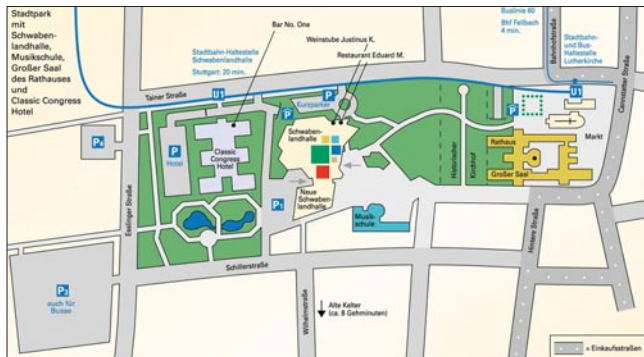 Stadtpark
mit
Schwaben-
landhalle,
Musikschule,
Großer Saal
des Rathauses
und
Classic Congress
Hotel
Bar No. One
Stadtbahn-Haltestelle
Schwabenlandhalle
Stuttgart: 20 min.
Weinstube Justinus K.
Restaurant Eduard M.
Buslinie 60
Bhf Fellbach
4 min.
Bahnhofstraße
Stadtbahn-
und Bus-
Haltestelle
Lutherkirche
Cannstatter Straße
Tainer Straße
U1
P
Kurzparker
P
P
U1
P
P4
P
Hotel
Classic
Congress
Hotel
Schwaben-
landhalle
Neue Schwaben-
landhalle
P1
Historischer
Kirchhof
Rathaus
Großer Saal
Markt
Musik-
schule
Esslinger Straße
Schillerstraße
Hintere Straße
auch für
Busse
Wilhelmstraße
Alte Kelter
(ca. 8 Gehminuten)
= Einkaufsstraßen